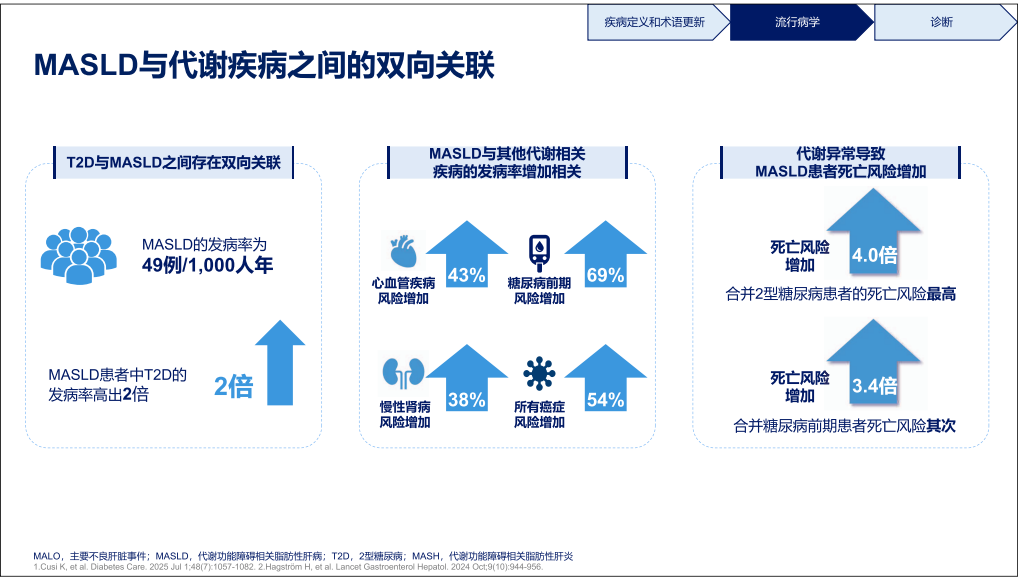 疾病定义和术语更新
流行病学
诊断
MASLD与代谢疾病之间的双向关联
T2D与MASLD之间存在双向关联
MASLD的发病率为
49例/1,000人年
MASLD患者中T2D的
发病率高出2倍
2倍
MASLD与其他代谢相关
疾病的发病率增加相关
心血管疾病
风险增加
43%
糖尿病前期
风险增加
69%
慢性肾病
风险增加
38%
所有癌症
风险增加
54%
代谢异常导致
MASLD患者死亡风险增加
死亡风险
增加
4.0倍
合并2型糖尿病患者的死亡风险最高
死亡风险
增加
3.4倍
合并糖尿病前期患者死亡风险其次
MALO，主要不良肝脏事件；MASLD，代谢功能障碍相关脂肪性肝病；T2D，2型糖尿病；MASH，代谢功能障碍相关脂肪性肝炎
1.Cusi K, et al. Diabetes Care. 2025 Jul 1;48(7):1057-1082. 2.Hagström H, et al. Lancet Gastroenterol Hepatol. 2024 Oct;9(10):944-956.